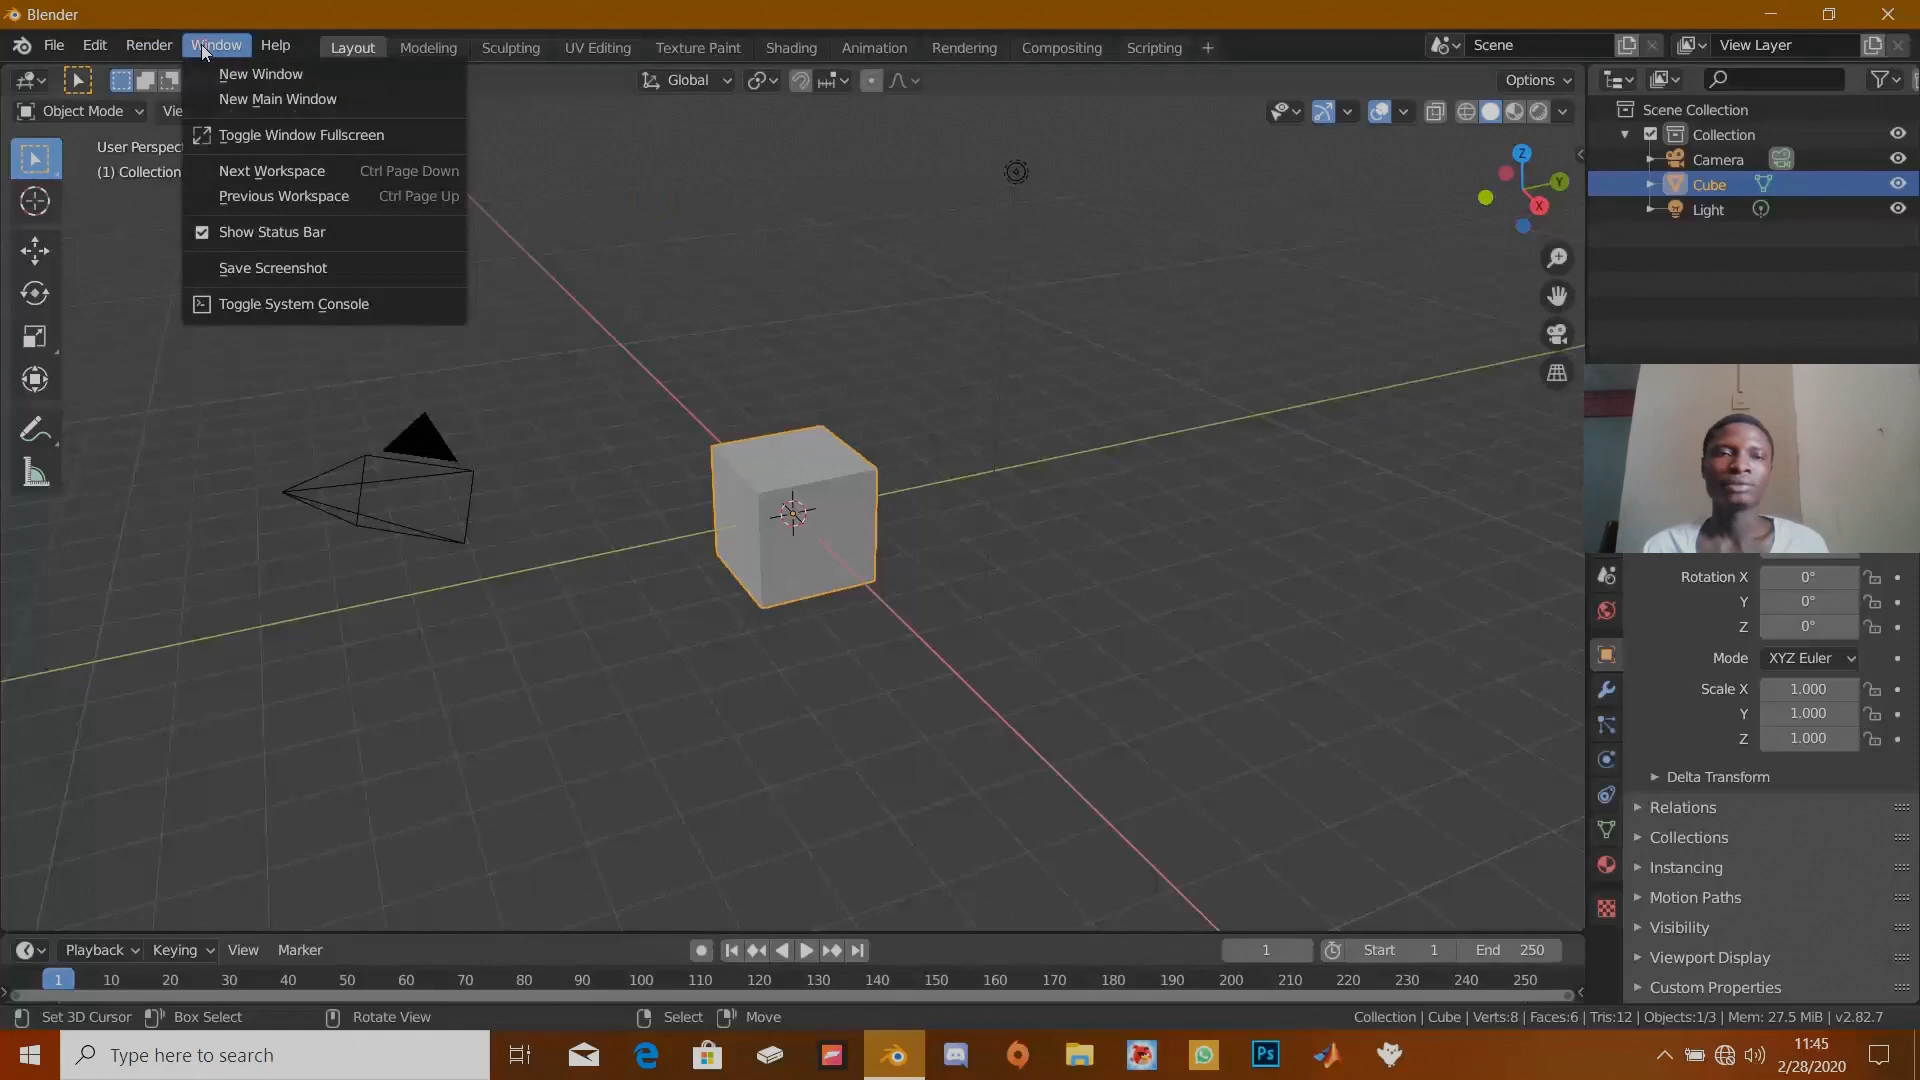 Blender
File Edit Render Window Help Layout Modeling Sculpting UV Editing Texture Paint Shading Animation Rendering Compositing Scripting + Scene View Layer
New Window
New Main Window
Toggle Window Fullscreen
Next Workspace Ctrl Page Down
Previous Workspace Ctrl Page Up
Show Status Bar
Save Screenshot
Toggle System Console
Global
Options
Object Mode
User Perspec
(1) Collection
Z
Y
X
Scene Collection
Collection
Camera
Cube
Light
Rotation X 0°
Y 0°
Z 0°
Mode XYZ Euler
Scale X 1.000
Y 1.000
Z 1.000
Delta Transform
Relations
Collections
Instancing
Motion Paths
Visibility
Viewport Display
Custom Properties
Playback Keying View Marker 1 Start 1 End 250
1 10 20 30 40 50 60 70 80 90 100 110 120 130 140 150 160 170 180 190 200 210 220 230 240 250
Set 3D Cursor Box Select Rotate View Select Move Collection | Cube | Verts:8 | Faces:6 | Tris:12 | Objects:1/3 | Mem: 27.5 MiB | v2.82.7
Type here to search
Ps
11:45
2/28/2020